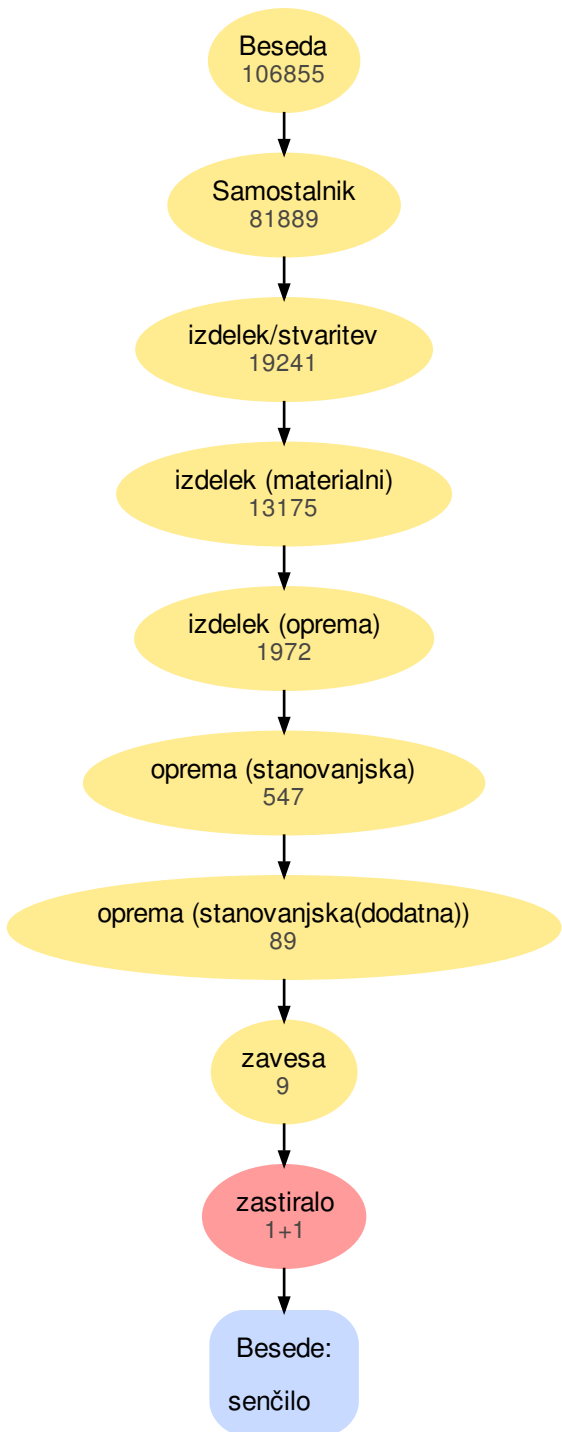 Beseda
106855
Samostalnik
81889
izdelek/stvaritev
19241
izdelek (materialni)
13175
izdelek (oprema)
1972
oprema (stanovanjska)
547
oprema (stanovanjska(dodatna))
89
zavesa
9
zastiralo
1+1
Besede:
senčilo